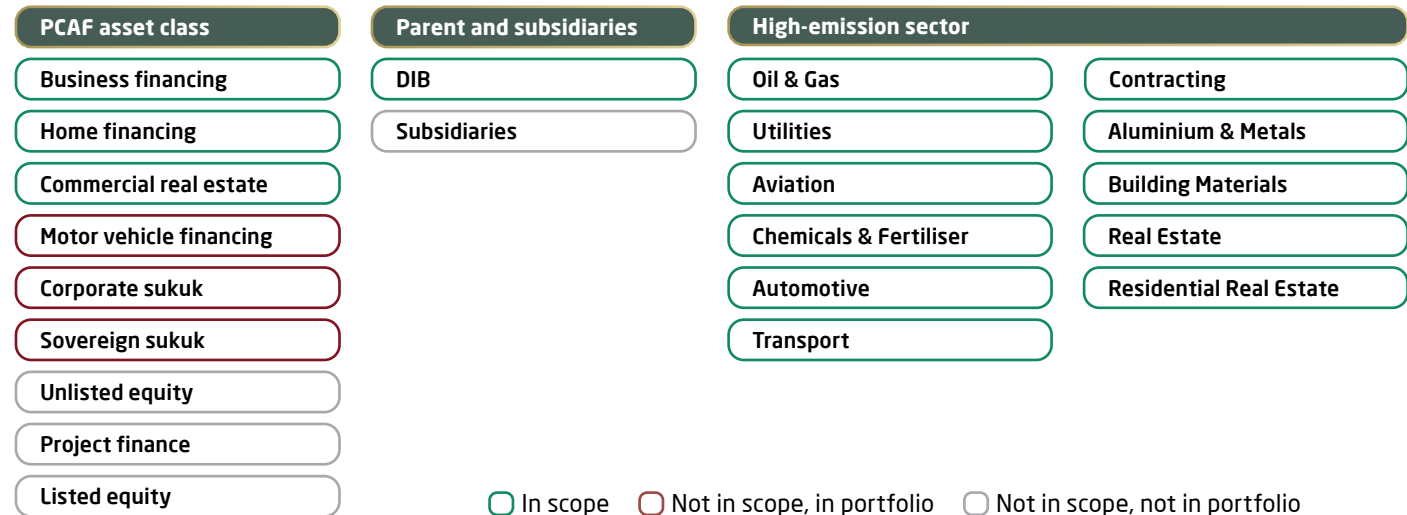 PCAF asset class
Business financing
Home financing
Commercial real estate
Motor vehicle financing
Corporate sukuk
Sovereign sukuk
Unlisted equity
Project finance
Listed equity
Parent and subsidiaries
DIB
Subsidiaries
High-emission sector
Oil & Gas
Utilities
Aviation
Chemicals & Fertiliser
Automotive
Transport
Contracting
Aluminium & Metals
Building Materials
Real Estate
Residential Real Estate
In scope
Not in scope, in portfolio
Not in scope, not in portfolio